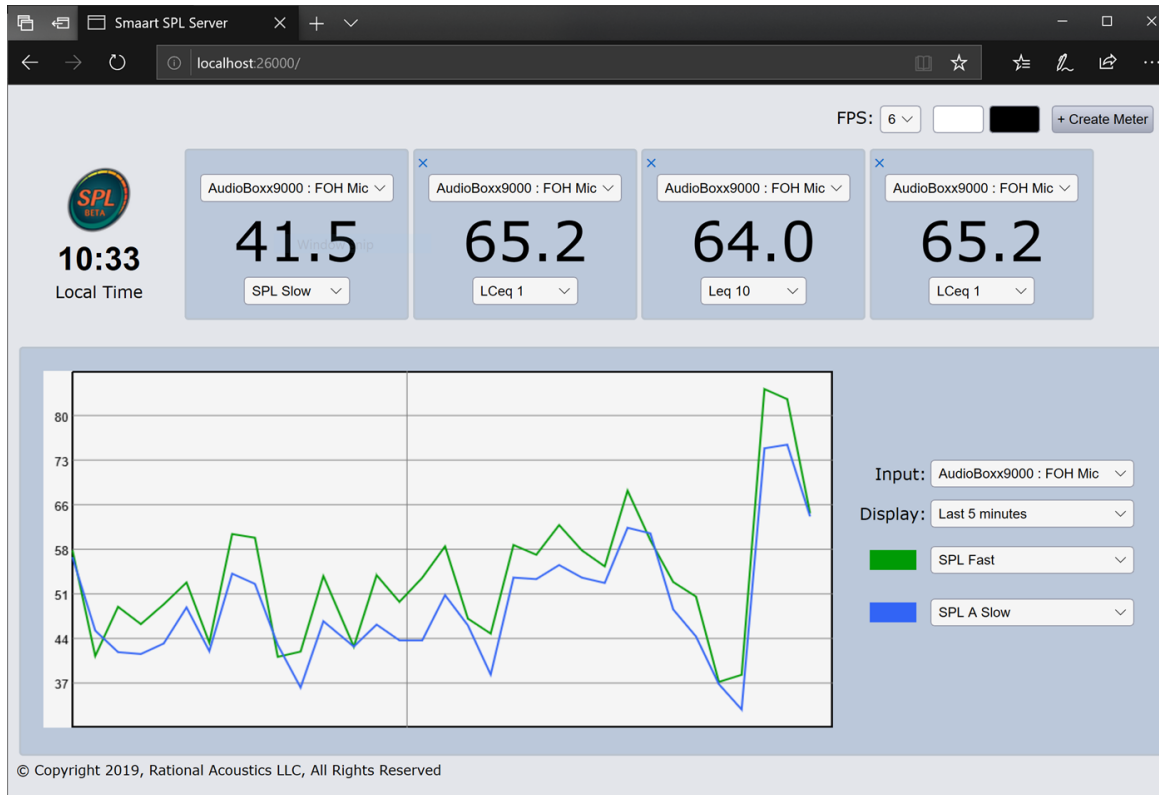 Smaart SPL Server
localhost:26000/
FPS: 6 + Create Meter
SPL
BETA
10:33
Local Time
AudioBoxx9000 : FOH Mic
41.5
SPL Slow
AudioBoxx9000 : FOH Mic
65.2
LCeq 1
AudioBoxx9000 : FOH Mic
64.0
Leq 10
AudioBoxx9000 : FOH Mic
65.2
LCeq 1
80
73
66
58
51
44
37
Input: AudioBoxx9000 : FOH Mic
Display: Last 5 minutes
SPL Fast
SPL A Slow
© Copyright 2019, Rational Acoustics LLC, All Rights Reserved